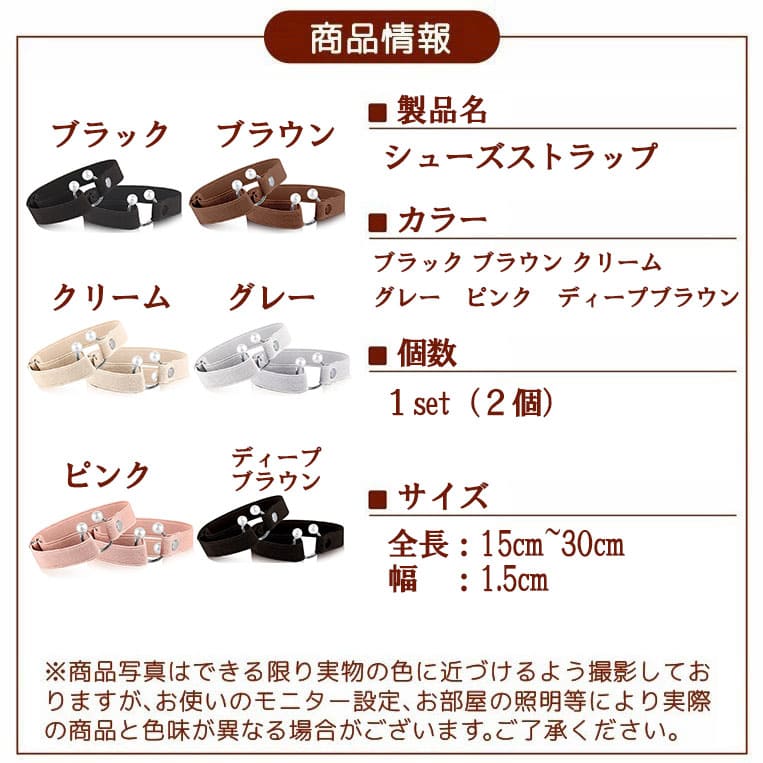 商品情報
ブラック
ブラウン
クリーム
グレー
ピンク
ディープ
ブラウン
■ 製品名
シューズストラップ
■ カラー
ブラック ブラウン クリーム
グレー　ピンク　ディープブラウン
■ 個数
１set（２個）
■ サイズ
全長：15cm~30cm
幅　：1.5cm
※商品写真はできる限り実物の色に近づけるよう撮影してお
りますが、お使いのモニター設定、お部屋の照明等により実際
の商品と色味が異なる場合がございます。ご了承ください。